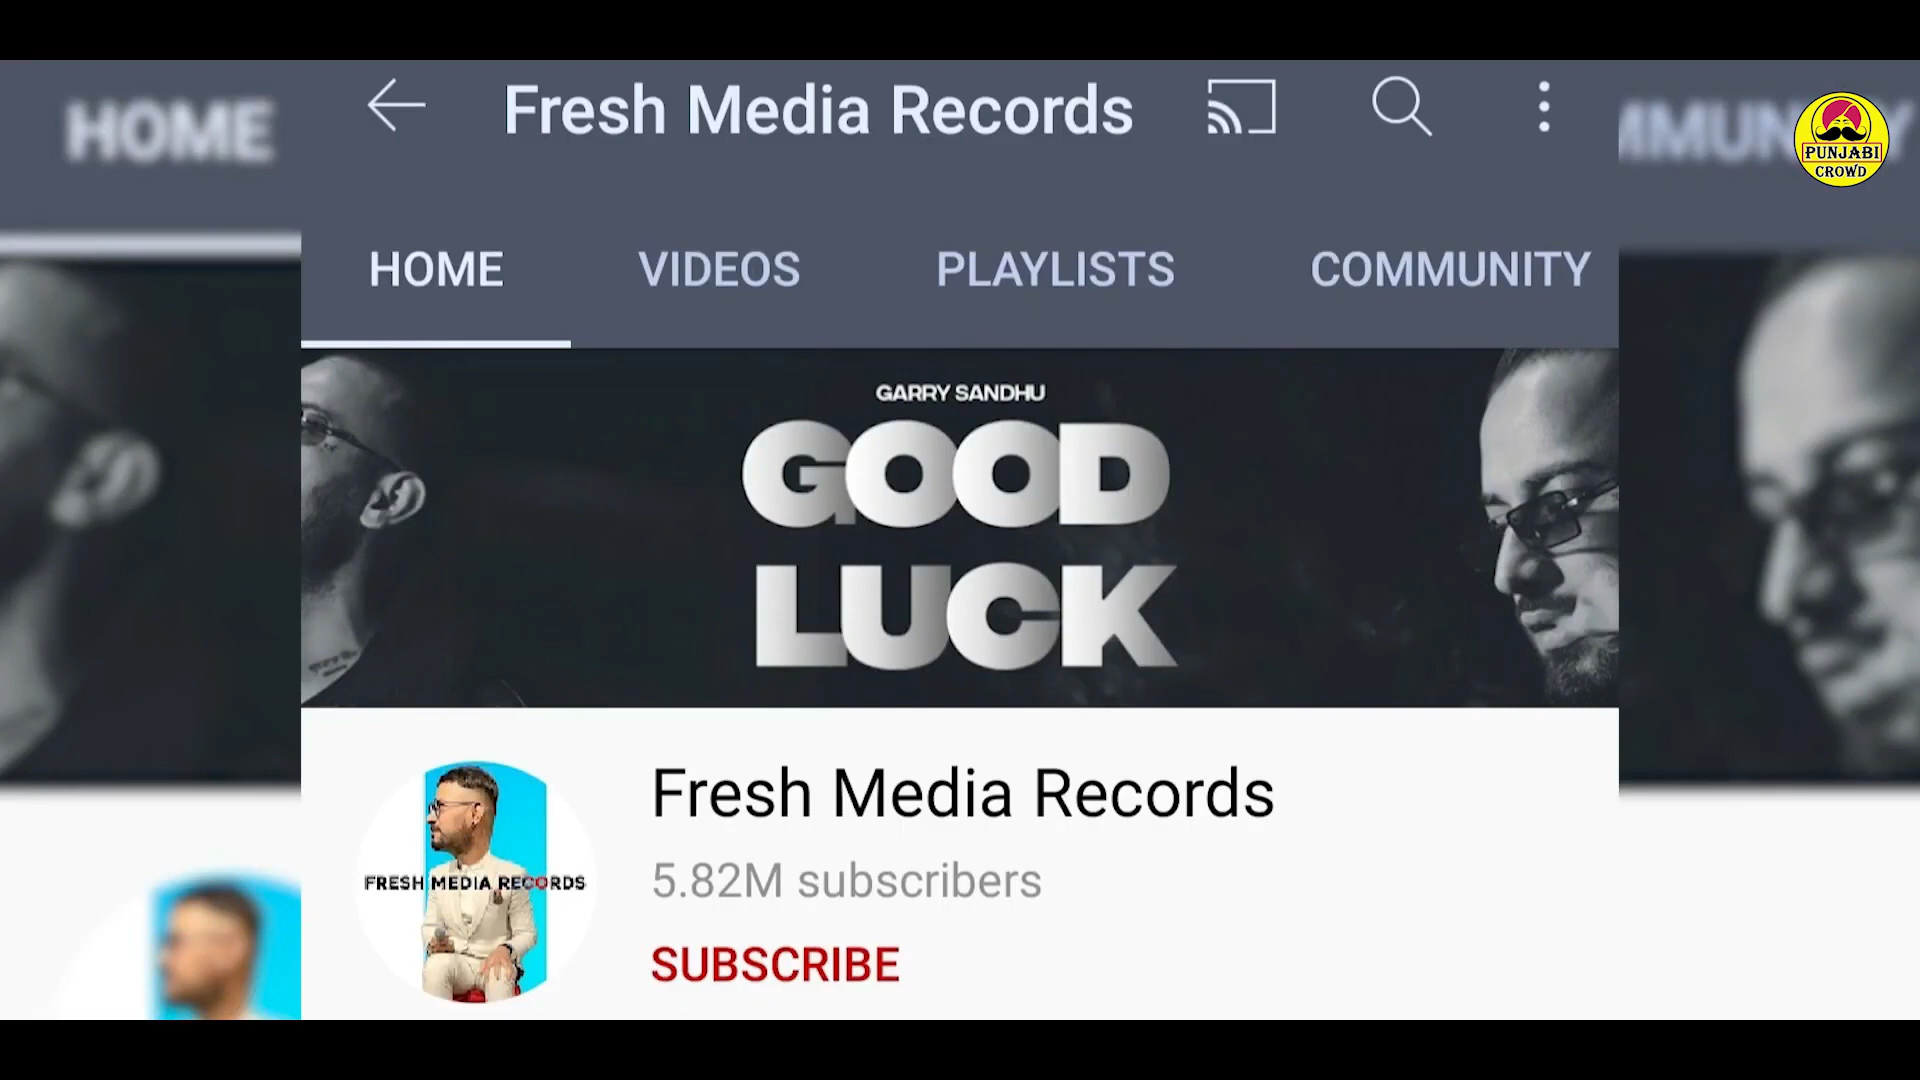 HOME
Fresh Media Records
PUNJABI
CROWD
HOME
VIDEOS
PLAYLISTS
COMMUNITY
GARRY SANDHU
GOOD
LUCK
FRESH MEDIA RECORDS
Fresh Media Records
5.82M subscribers
SUBSCRIBE